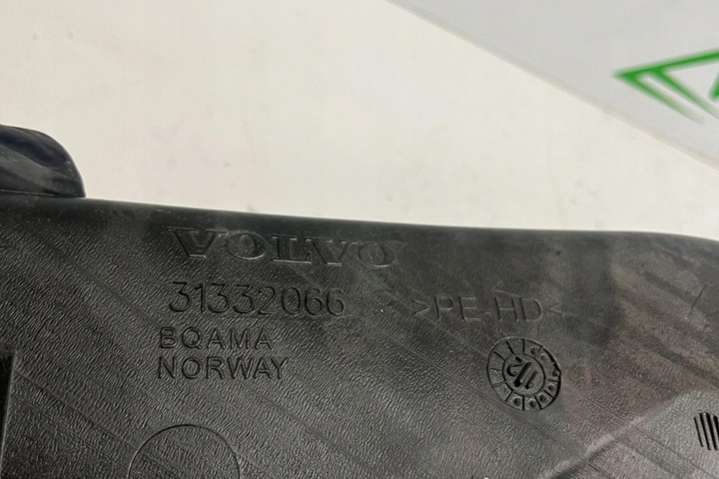 VOLVO
31332066 >PE-HD<
BQAMA
NORWAY